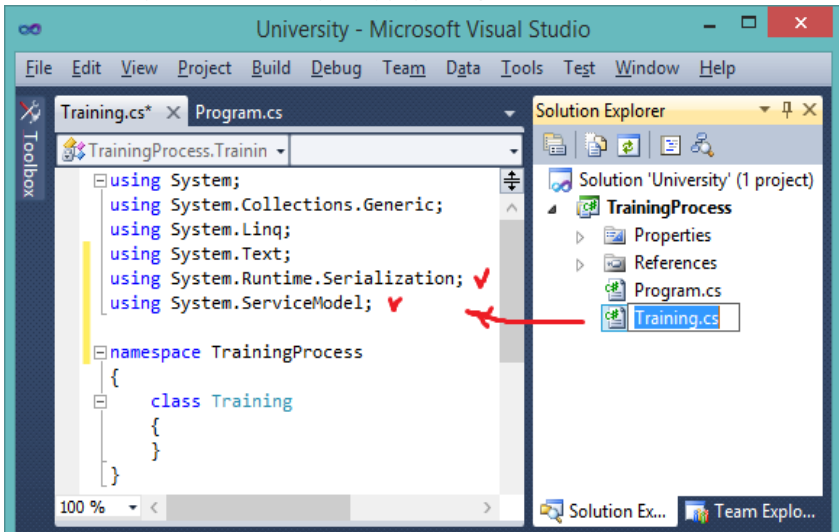 University - Microsoft Visual Studio
File Edit View Project Build Debug Team Data Tools Test Window Help
Toolbox
Training.cs* Program.cs
TrainingProcess.Trainin
using System;
using System.Collections.Generic;
using System.Linq;
using System.Text;
using System.Runtime.Serialization;
using System.ServiceModel;
namespace TrainingProcess
{
class Training
{
}
}
100 %
Solution Explorer
Solution 'University' (1 project)
TrainingProcess
Properties
References
Program.cs
Training.cs
Solution Ex... Team Explo...